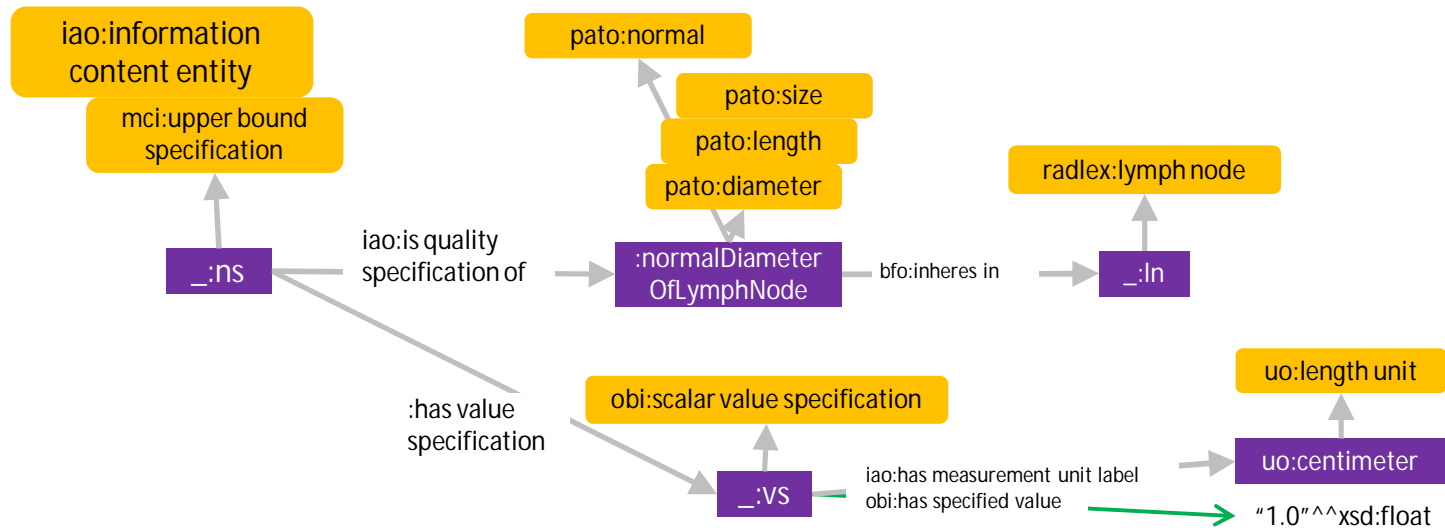 iao:information
content entity
mci:upper bound
specification
pato:normal
pato:size
pato:length
pato:diameter
radlex:lymph node
_:ns
iao:is quality
specification of
:normalDiameter
OfLymphNode
bfo:inheres in
_:ln
:has value
specification
obi:scalar value specification
uo:length unit
_:vs
iao:has measurement unit label
obi:has specified value
uo:centimeter
"1.0"^^xsd:float